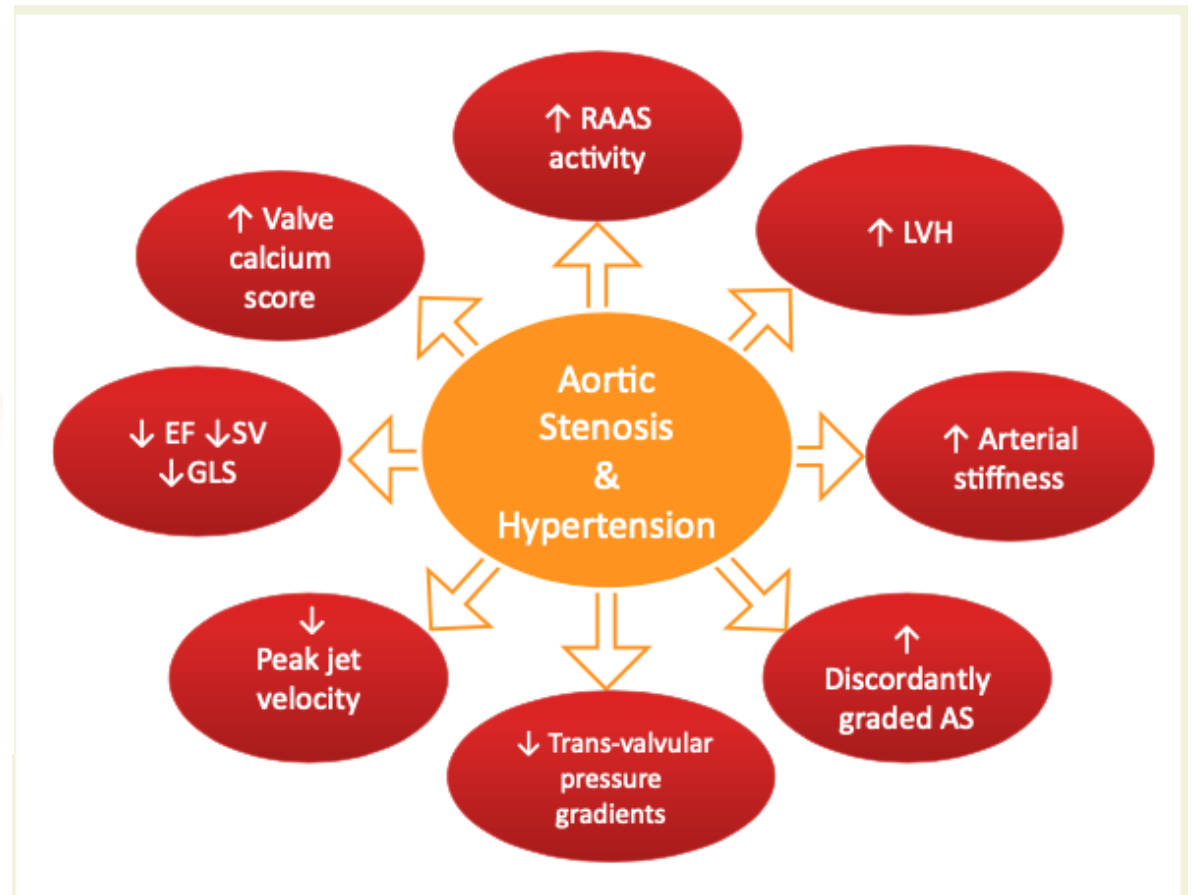 ↑ RAAS
activity
↑ LVH
↑ Valve
calcium
score
Aortic
Stenosis
&
Hypertension
↓ EF ↓SV
↓GLS
↑ Arterial
stiffness
↓
Peak jet
velocity
↑
Discordantly
graded AS
↓ Trans-valvular
pressure
gradients